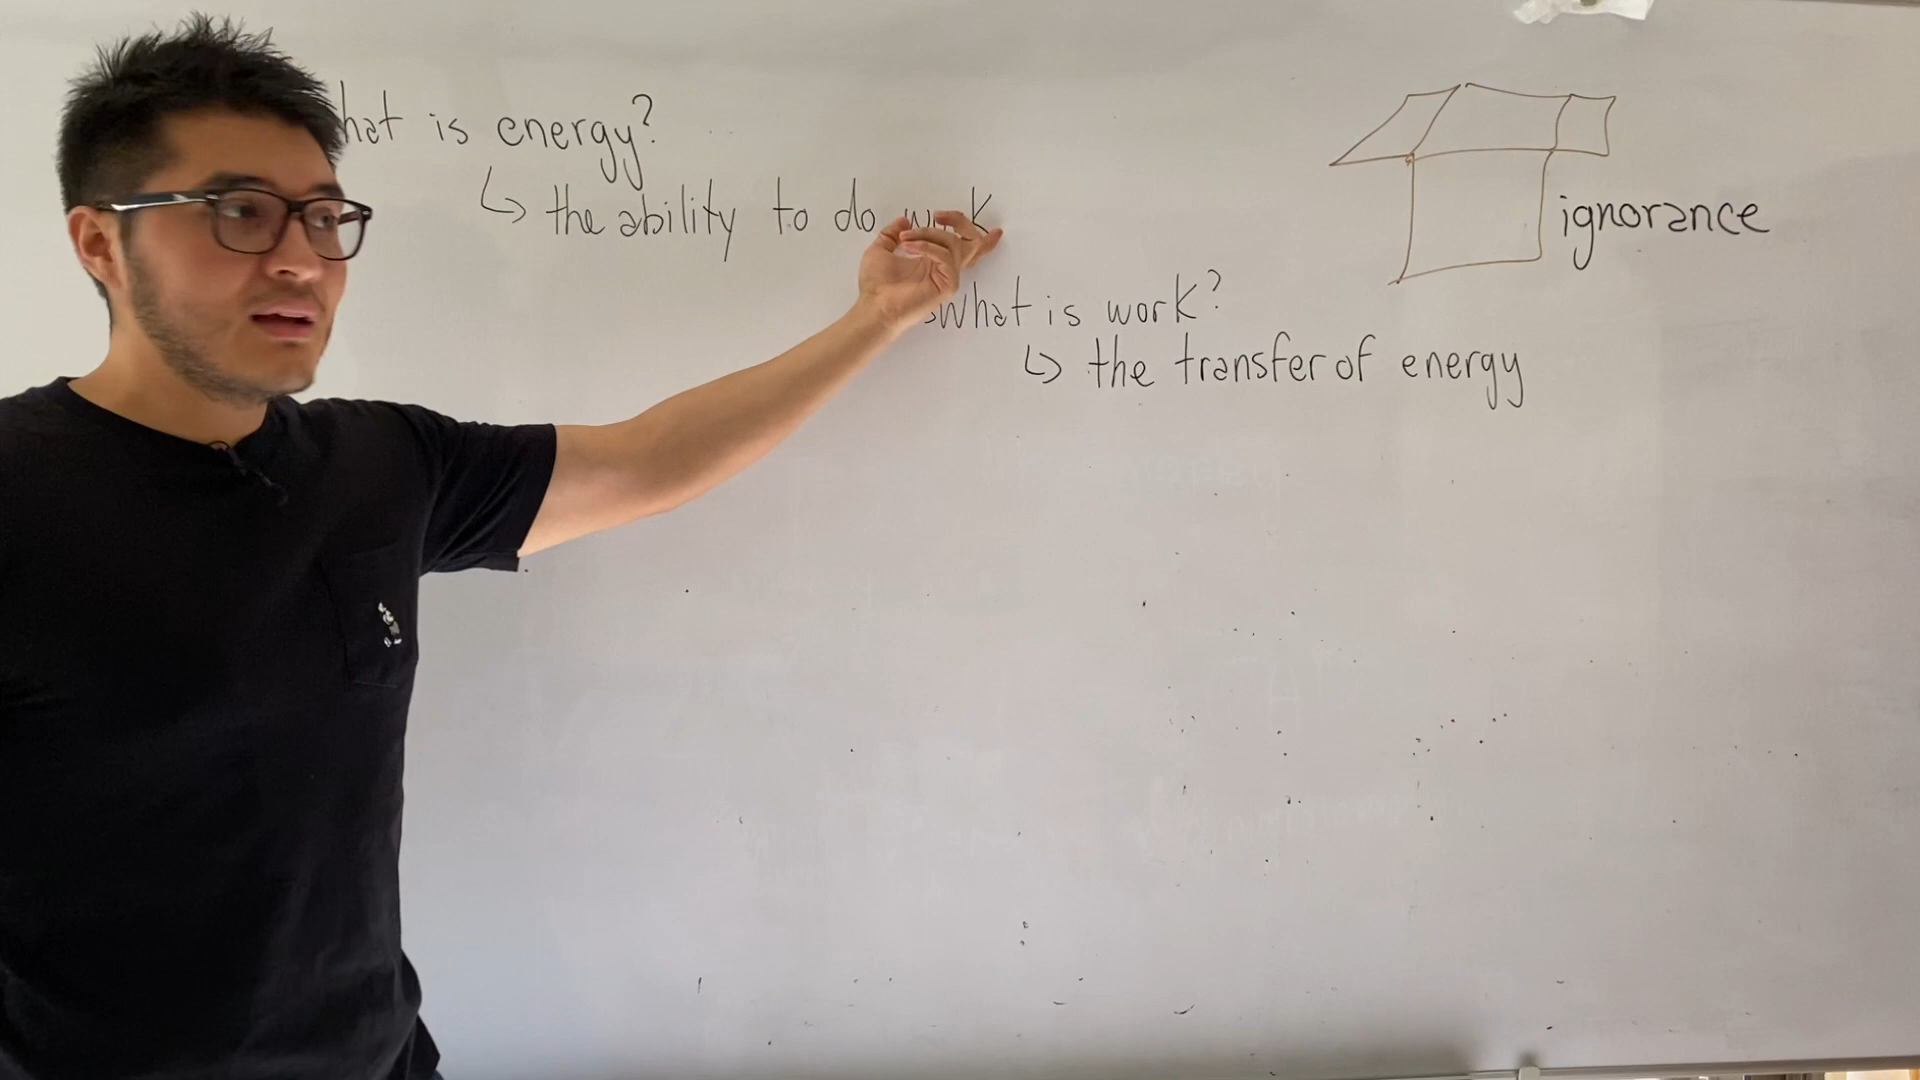 hat is energy?
↳ the ability to do work
what is work?
↳ the transfer of energy
ignorance